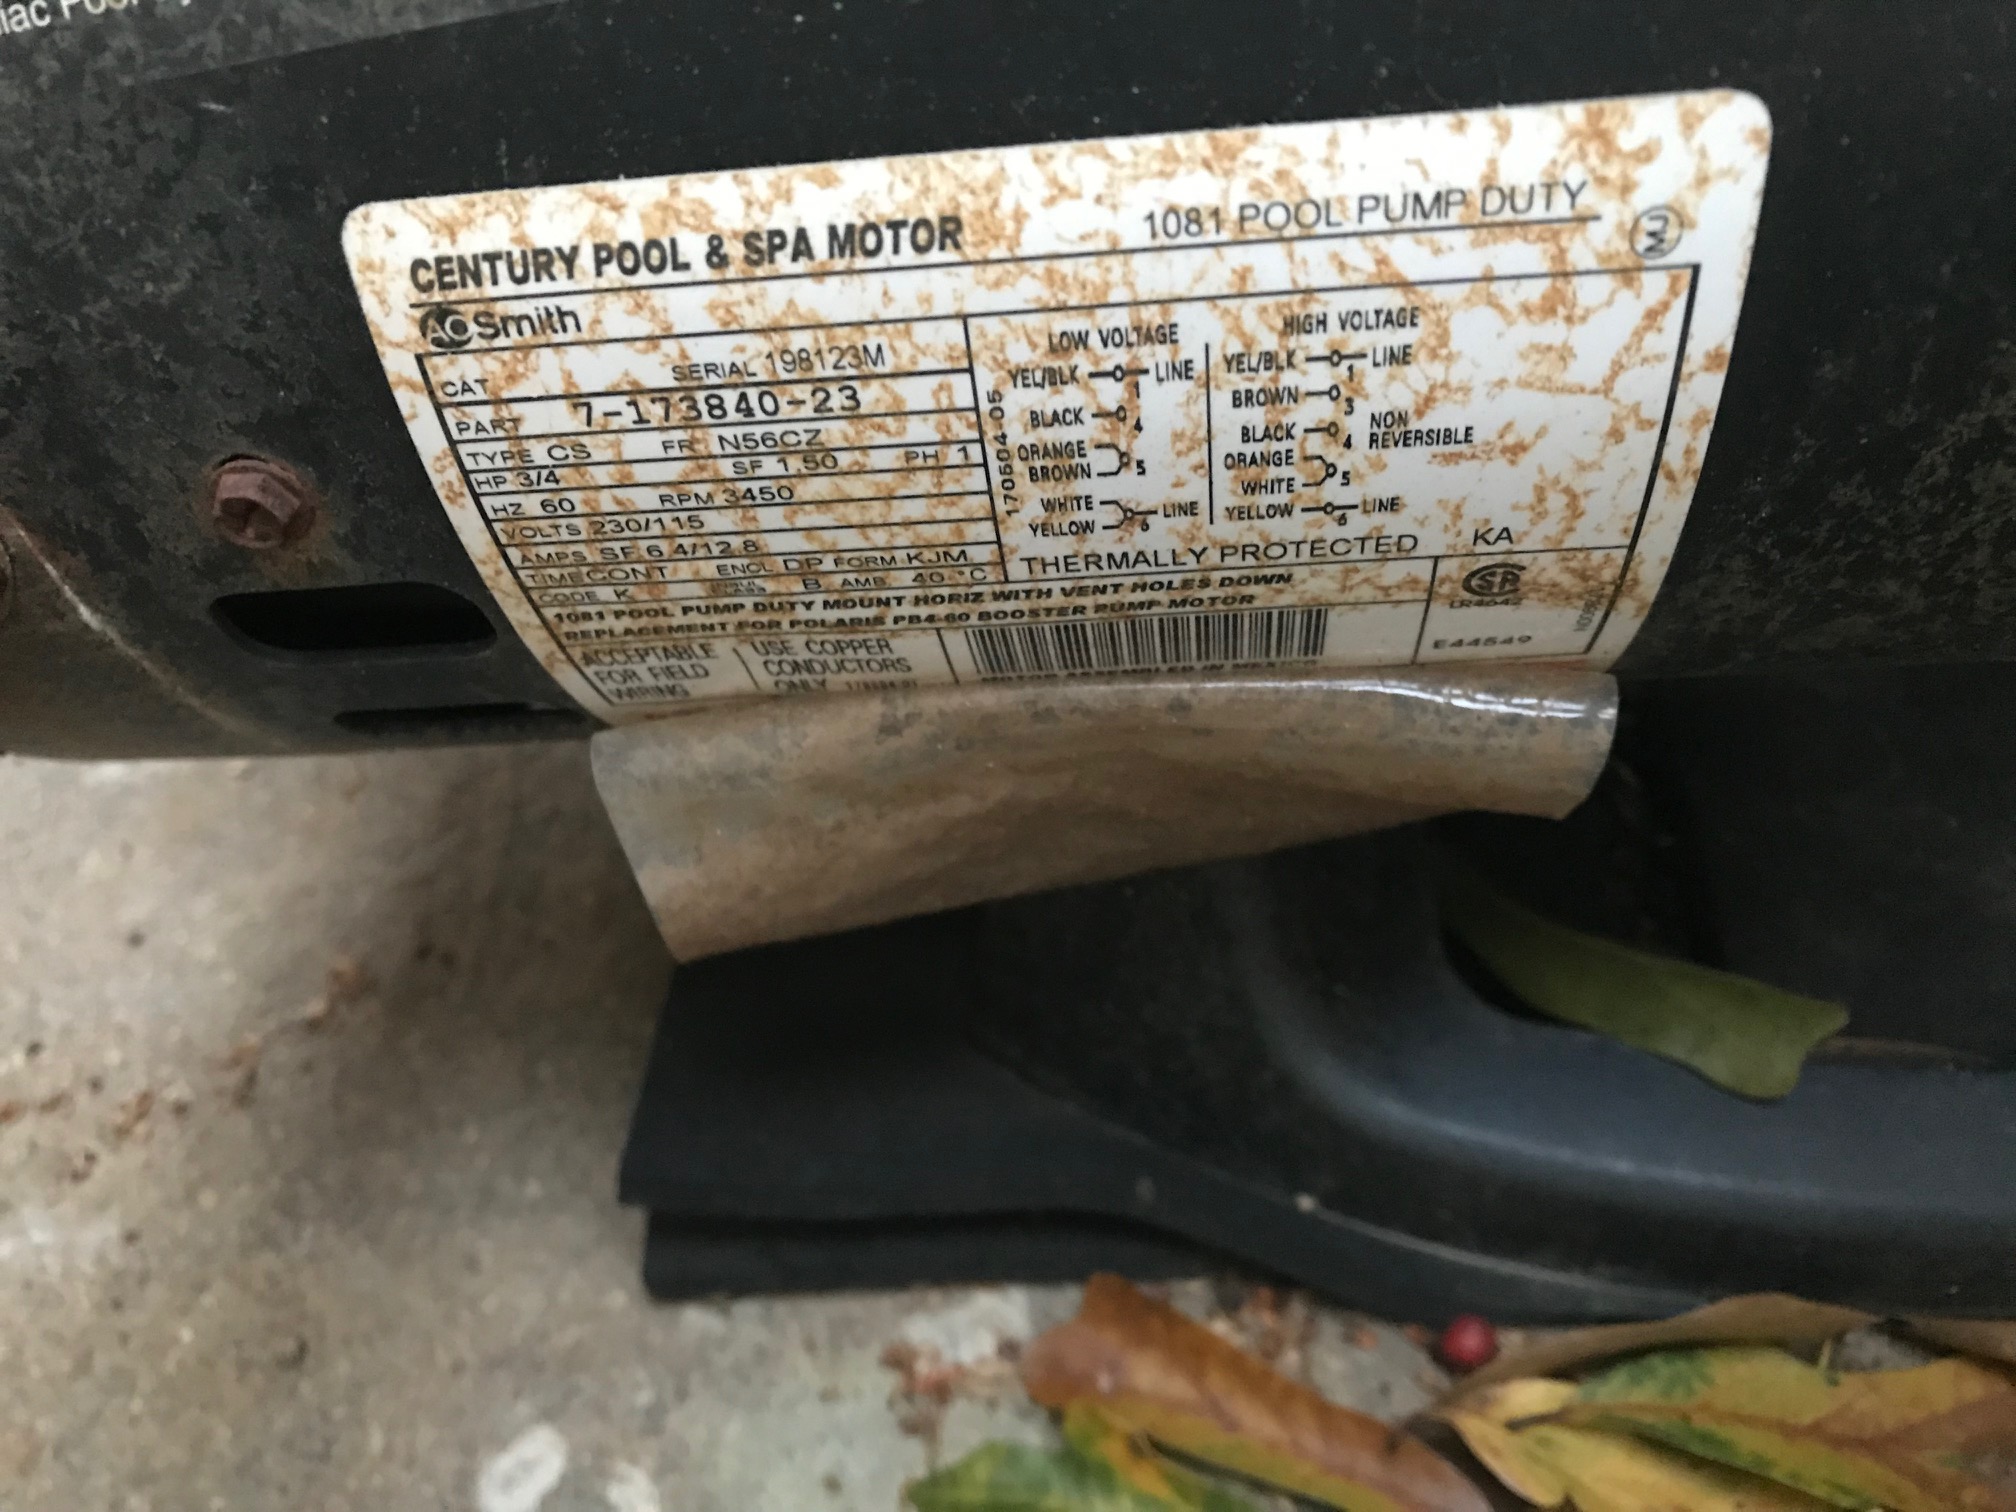 CENTURY POOL & SPA MOTOR
1081 POOL PUMP DUTY
AO Smith
CAT
SERIAL 198123M
PART 7-173840-23
TYPE CS FR N56CZ
HP 3/4 SF 1.50 PH 1
HZ 60 RPM 3450
VOLTS 230/115
AMPS SF 6.4/12.8
TIME CONT ENCL DP FORM KJM
CODE K B AMB 40 °C
1081 POOL PUMP DUTY MOUNT HORIZ WITH VENT HOLES DOWN
REPLACEMENT FOR POLARIS PB4-60 BOOSTER PUMP MOTOR
170504-05
LOW VOLTAGE
YEL/BLK 1 LINE
BLACK 4
ORANGE
BROWN 5
WHITE
YELLOW 6 LINE
HIGH VOLTAGE
YEL/BLK 1 LINE
BROWN 3
BLACK 4 NON REVERSIBLE
ORANGE
WHITE 5
YELLOW 6 LINE
THERMALLY PROTECTED
KA
ACCEPTABLE
FOR FIELD
WIRING
USE COPPER
CONDUCTORS
ONLY
MOTOR ASSEMBLED IN MEXICO
E44549